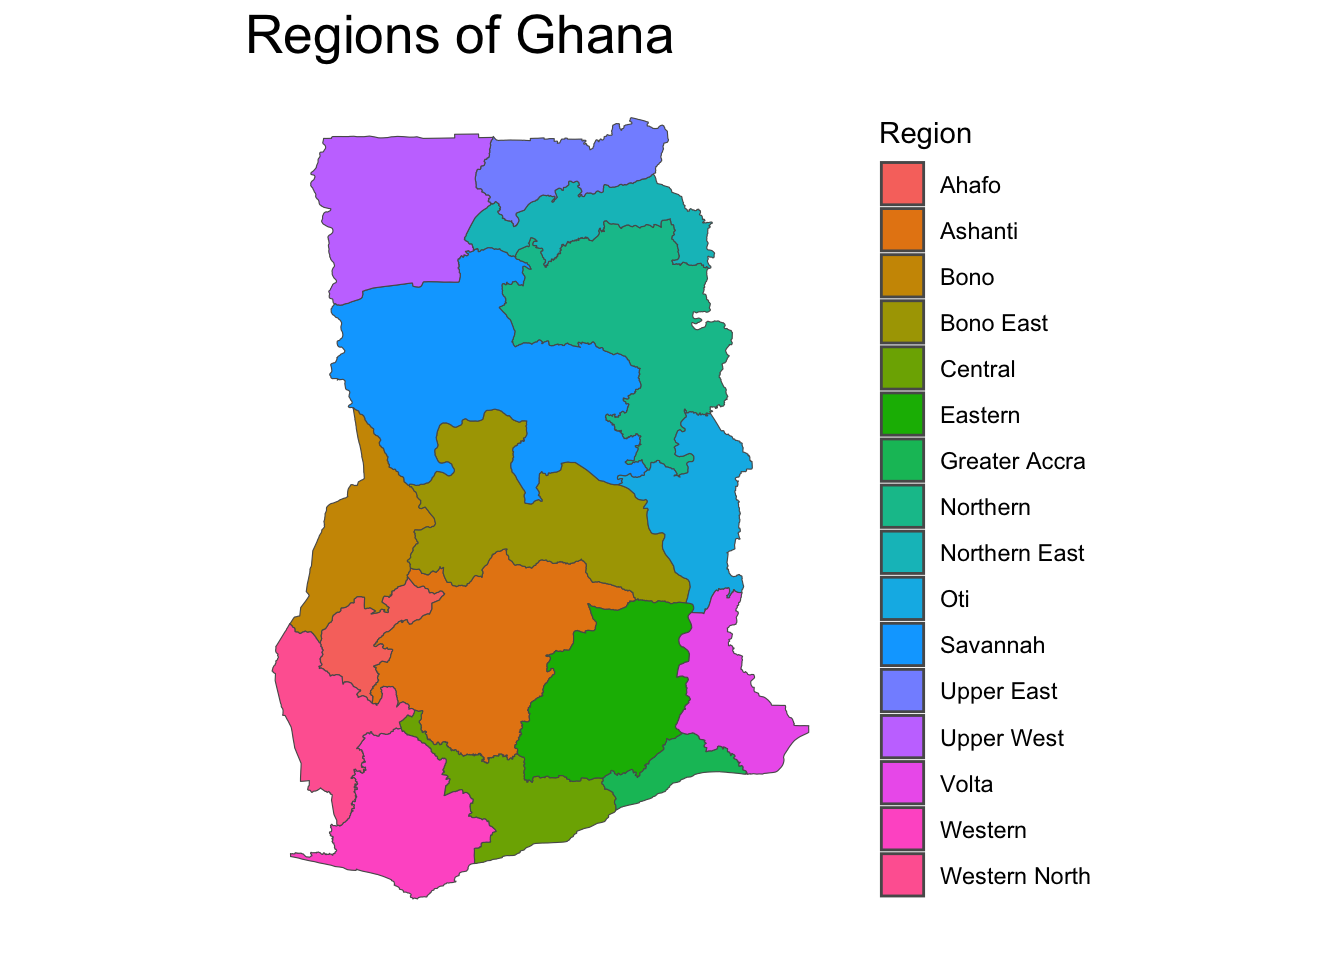 Regions of Ghana
Region
Ahafo
Ashanti
Bono
Bono East
Central
Eastern
Greater Accra
Northern
Northern East
Oti
Savannah
Upper East
Upper West
Volta
Western
Western North